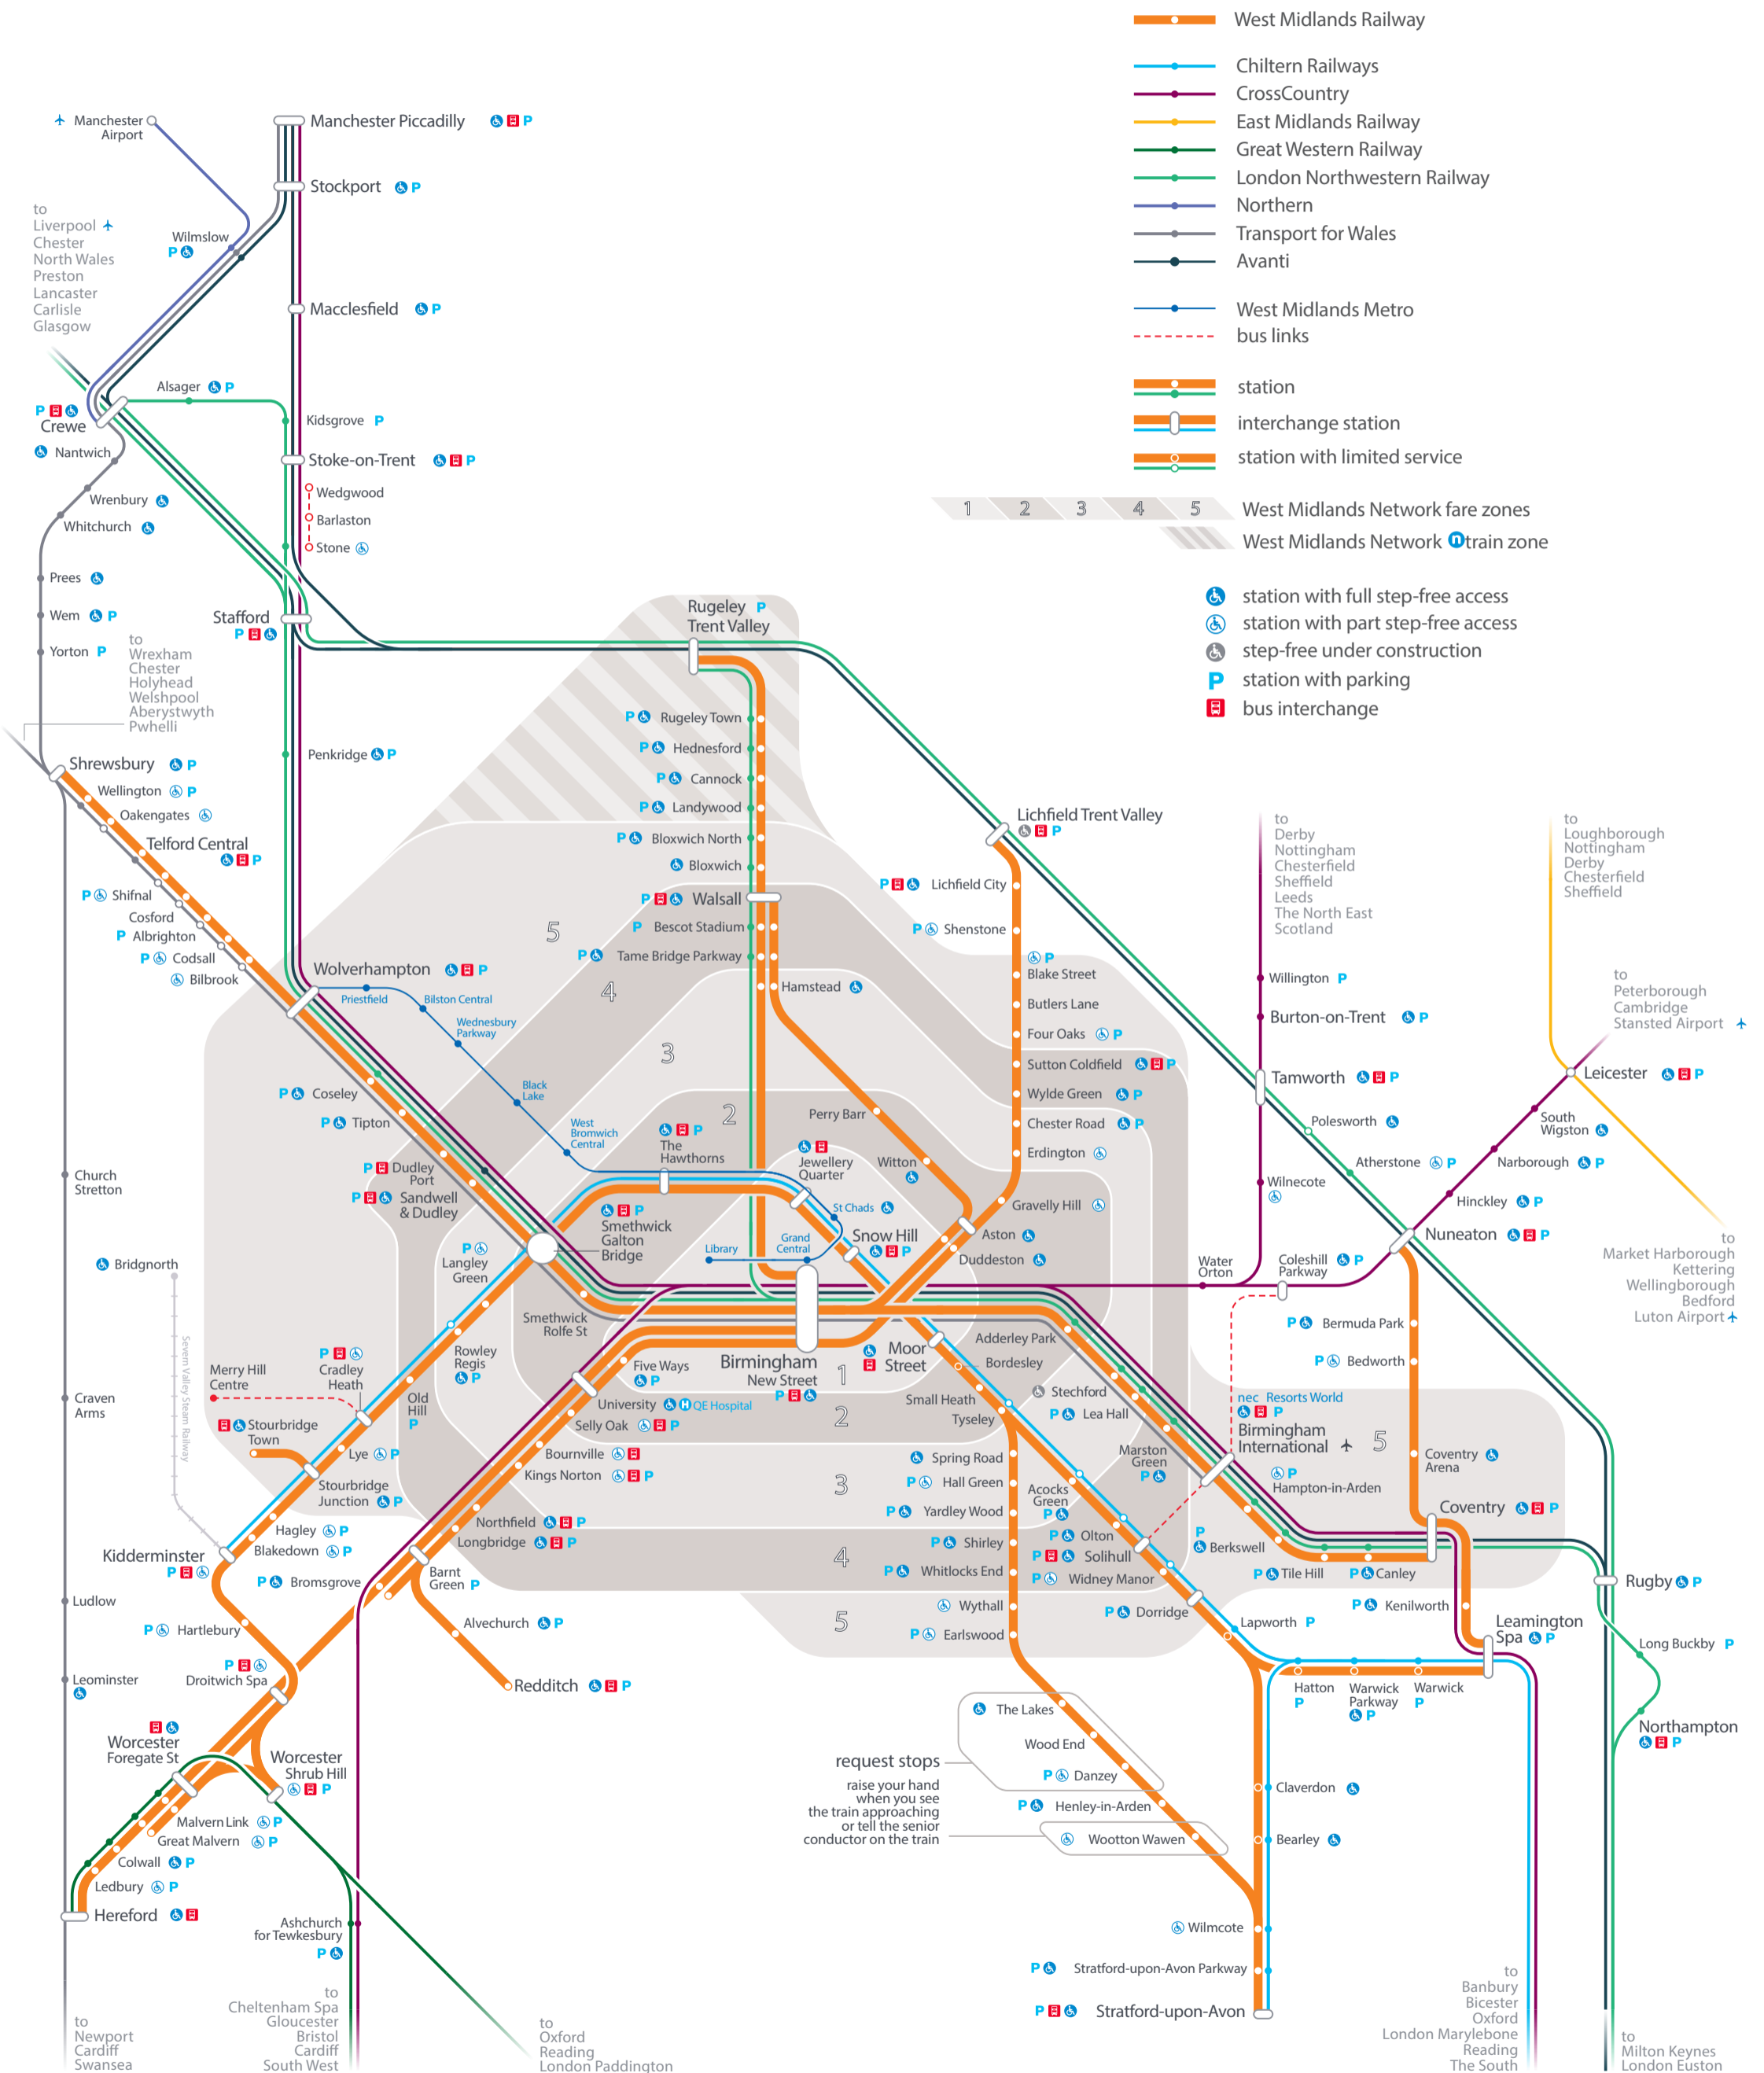 West Midlands Railway
Chiltern Railways
CrossCountry
East Midlands Railway
Great Western Railway
London Northwestern Railway
Northern
Transport for Wales
Avanti
West Midlands Metro
bus links
station
interchange station
station with limited service
1 2 3 4 5
West Midlands Network fare zones
West Midlands Network n train zone
station with full step-free access
station with part step-free access
step-free under construction
P station with parking
bus interchange
Manchester
Airport
Manchester Piccadilly P
Stockport P
to
Liverpool
Chester
North Wales
Preston
Lancaster
Carlisle
Glasgow
Wilmslow
P
Macclesfield P
Alsager P
P
Crewe
Kidsgrove P
Nantwich
Stoke-on-Trent P
Wrenbury
Wedgwood
Whitchurch
Barlaston
Stone
Prees
Wem P
Yorton P
Stafford
P
to
Wrexham
Chester
Holyhead
Welshpool
Aberystwyth
Pwhelli
Rugeley P
Trent Valley
P Rugeley Town
P Hednesford
P Cannock
P Landywood
P Bloxwich North
Bloxwich
P Walsall
P Bescot Stadium
P Tame Bridge Parkway
Hamstead
Penkridge P
Shrewsbury P
Wellington P
Oakengates
Telford Central
P
P Shifnal
Cosford
P Albrighton
P Codsall
Bilbrook
Wolverhampton P
Priestfield
Bilston Central
Wednesbury
Parkway
Black
Lake
West
Bromwich
Central
5
4
3
2
Lichfield Trent Valley
P
P Lichfield City
P Shenstone
P
Blake Street
Butlers Lane
Four Oaks P
Sutton Coldfield P
Wylde Green P
Chester Road P
Erdington
Gravelly Hill
Aston
Duddeston
Perry Barr
Witton
to
Derby
Nottingham
Chesterfield
Sheffield
Leeds
The North East
Scotland
Willington P
Burton-on-Trent P
Tamworth P
Polesworth
Atherstone P
Wilnecote
to
Loughborough
Nottingham
Derby
Chesterfield
Sheffield
to
Peterborough
Cambridge
Stansted Airport
Leicester P
South
Wigston
Narborough P
Hinckley P
Nuneaton P
to
Market Harborough
Kettering
Wellingborough
Bedford
Luton Airport
Water
Orton
Coleshill P
Parkway
P Bermuda Park
P Bedworth
Coventry
Arena
Coventry P
P Coseley
P Tipton
P Dudley
Port
P Sandwell
& Dudley
P
The
Hawthorns
P
Smethwick
Galton
Bridge
Jewellery
Quarter
St Chads
Snow Hill
P
Grand
Central
Library
P
Langley
Green
Smethwick
Rolfe St
Rowley
Regis
P
Old
Hill
P
P
Cradley
Heath
Merry Hill
Centre
Stourbridge
Town
Lye P
Stourbridge
Junction P
Hagley P
Blakedown P
Kidderminster
P
Bridgnorth
Severn Valley Steam Railway
Church
Stretton
Craven
Arms
Ludlow
Leominster
P Hartlebury
P
Droitwich Spa
Worcester
Foregate St
Worcester
Shrub Hill
P
Malvern Link P
Great Malvern P
Colwall P
Ledbury P
Hereford
Ashchurch
for Tewkesbury
P
Birmingham
New Street
P
Moor
Street
Five Ways
P
University H QE Hospital
Selly Oak P
Bournville
Kings Norton P
Northfield P
Longbridge P
Barnt
Green P
P Bromsgrove
Alvechurch P
Redditch P
1
2
3
4
5
Adderley Park
Bordesley
Small Heath
Tyseley
Stechford
P Lea Hall
Marston
Green
P
nec Resorts World
P
Birmingham
International
5
P
Hampton-in-Arden
P
Berkswell
P Tile Hill
P Canley
P Kenilworth
Leamington
Spa P
Spring Road
P Hall Green
P Yardley Wood
P Shirley
P Whitlocks End
Wythall
P Earlswood
Acocks
Green
P
P Olton
P Solihull
P Widney Manor
P Dorridge
Lapworth P
Hatton
P
Warwick
Parkway
P
Warwick
P
Rugby P
Long Buckby P
Northampton
P
The Lakes
Wood End
P Danzey
P Henley-in-Arden
Wootton Wawen
request stops
raise your hand
when you see
the train approaching
or tell the senior
conductor on the train
Claverdon
Bearley
Wilmcote
P Stratford-upon-Avon Parkway
P Stratford-upon-Avon
to
Newport
Cardiff
Swansea
to
Cheltenham Spa
Gloucester
Bristol
Cardiff
South West
to
Oxford
Reading
London Paddington
to
Banbury
Bicester
Oxford
London Marylebone
Reading
The South
to
Milton Keynes
London Euston